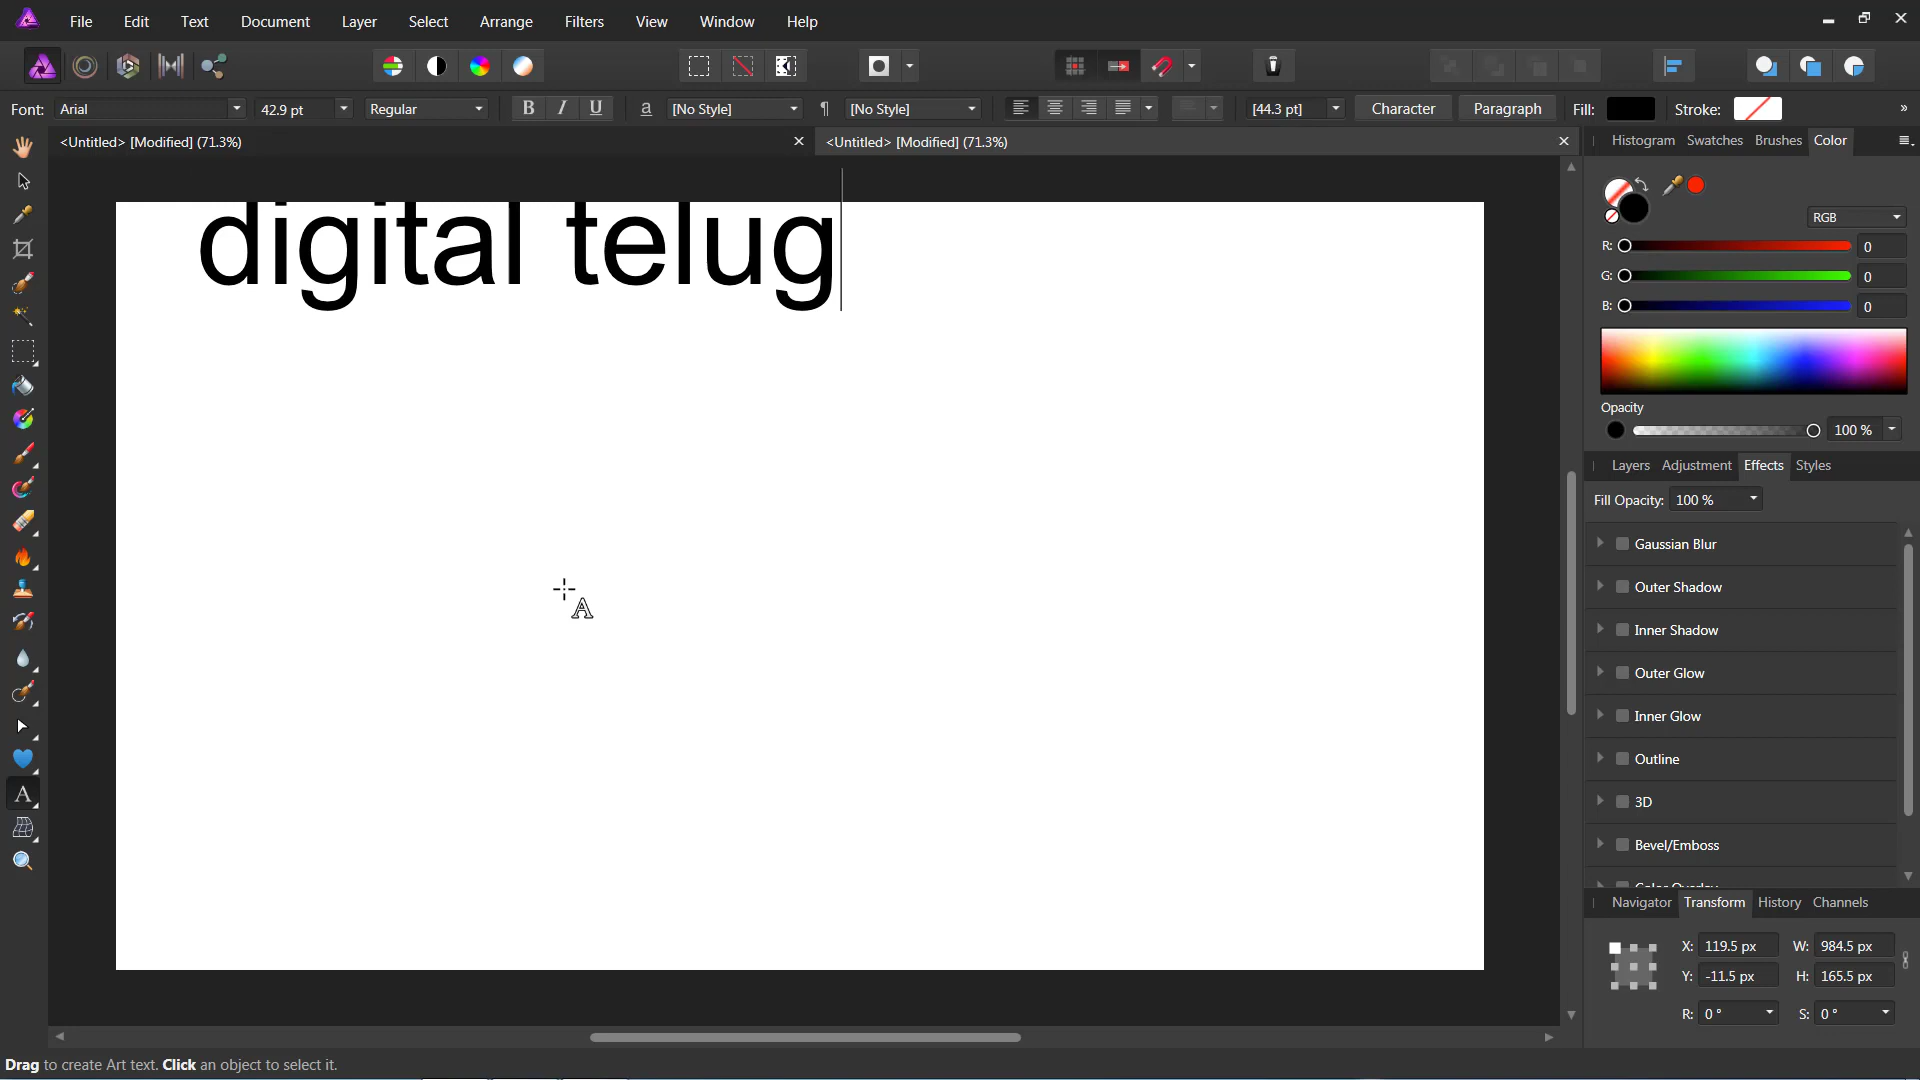 File Edit Text Document Layer Select Arrange Filters View Window Help
Font: Arial 42.9 pt Regular B I U a [No Style] ¶ [No Style] [44.3 pt] Character Paragraph Fill: Stroke: »
<Untitled> [Modified] (71.3%) <Untitled> [Modified] (71.3%)
Histogram Swatches Brushes Color
digital telug
RGB
R: 0
G: 0
B: 0
Opacity
100 %
Layers Adjustment Effects Styles
Fill Opacity: 100 %
Gaussian Blur
Outer Shadow
Inner Shadow
Outer Glow
Inner Glow
Outline
3D
Bevel/Emboss
Color Overlay
Navigator Transform History Channels
X: 119.5 px W: 984.5 px
Y: -11.5 px H: 165.5 px
R: 0 ° S: 0 °
Drag to create Art text. Click an object to select it.